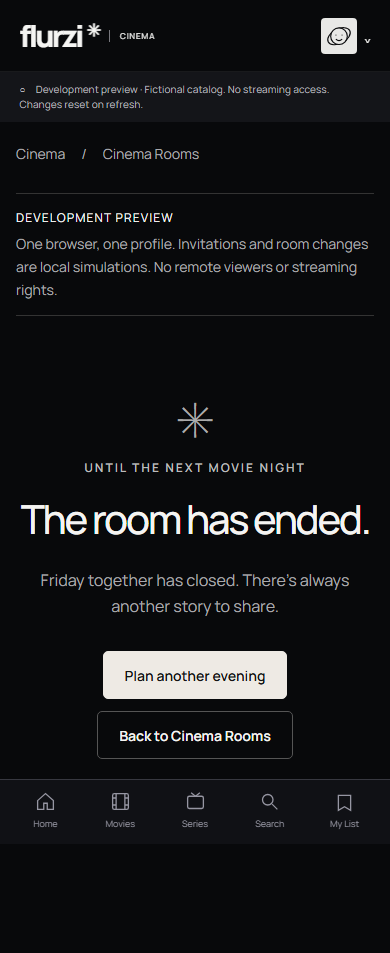 flurzi
CINEMA
Development preview · Fictional catalog. No streaming access.
Changes reset on refresh.
Cinema / Cinema Rooms
DEVELOPMENT PREVIEW
One browser, one profile. Invitations and room changes
are local simulations. No remote viewers or streaming
rights.
UNTIL THE NEXT MOVIE NIGHT
The room has ended.
Friday together has closed. There's always
another story to share.
Plan another evening
Back to Cinema Rooms
Home Movies Series Search My List